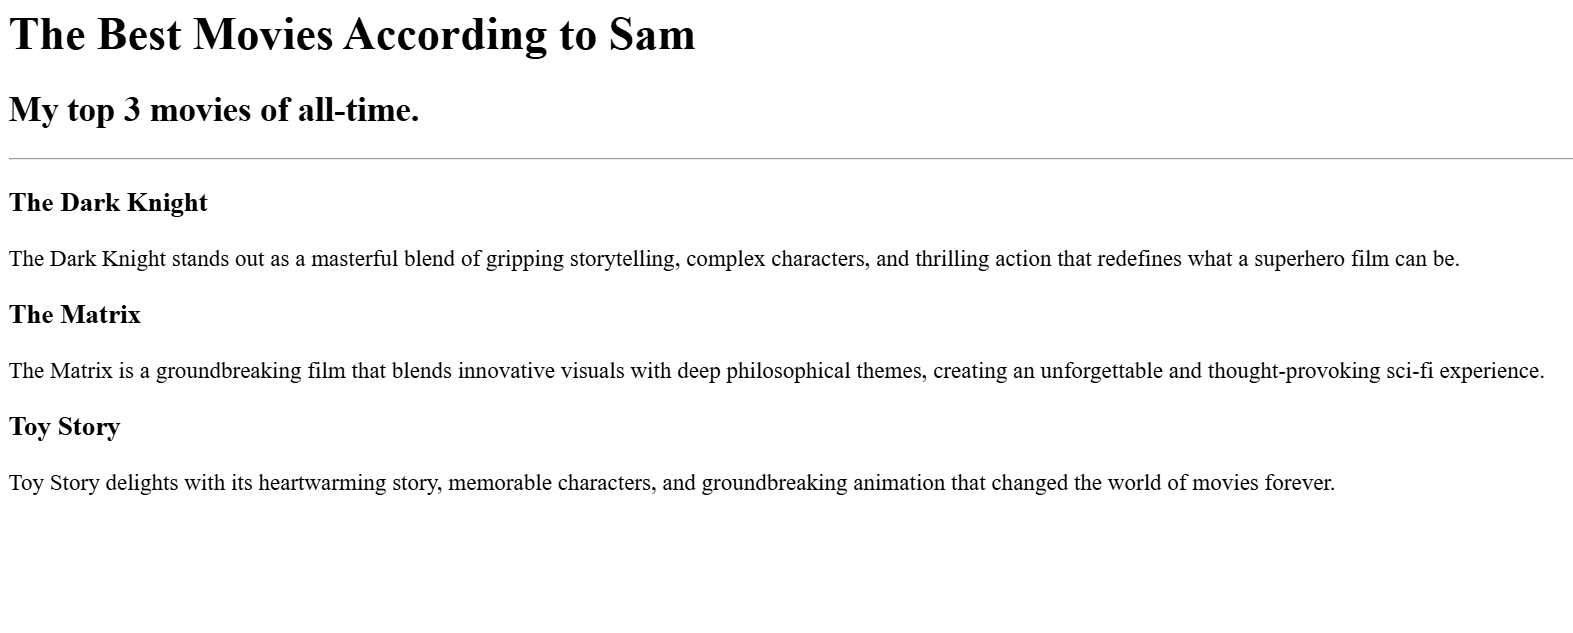 The Best Movies According to Sam
My top 3 movies of all-time.
The Dark Knight
The Dark Knight stands out as a masterful blend of gripping storytelling, complex characters, and thrilling action that redefines what a superhero film can be.
The Matrix
The Matrix is a groundbreaking film that blends innovative visuals with deep philosophical themes, creating an unforgettable and thought-provoking sci-fi experience.
Toy Story
Toy Story delights with its heartwarming story, memorable characters, and groundbreaking animation that changed the world of movies forever.